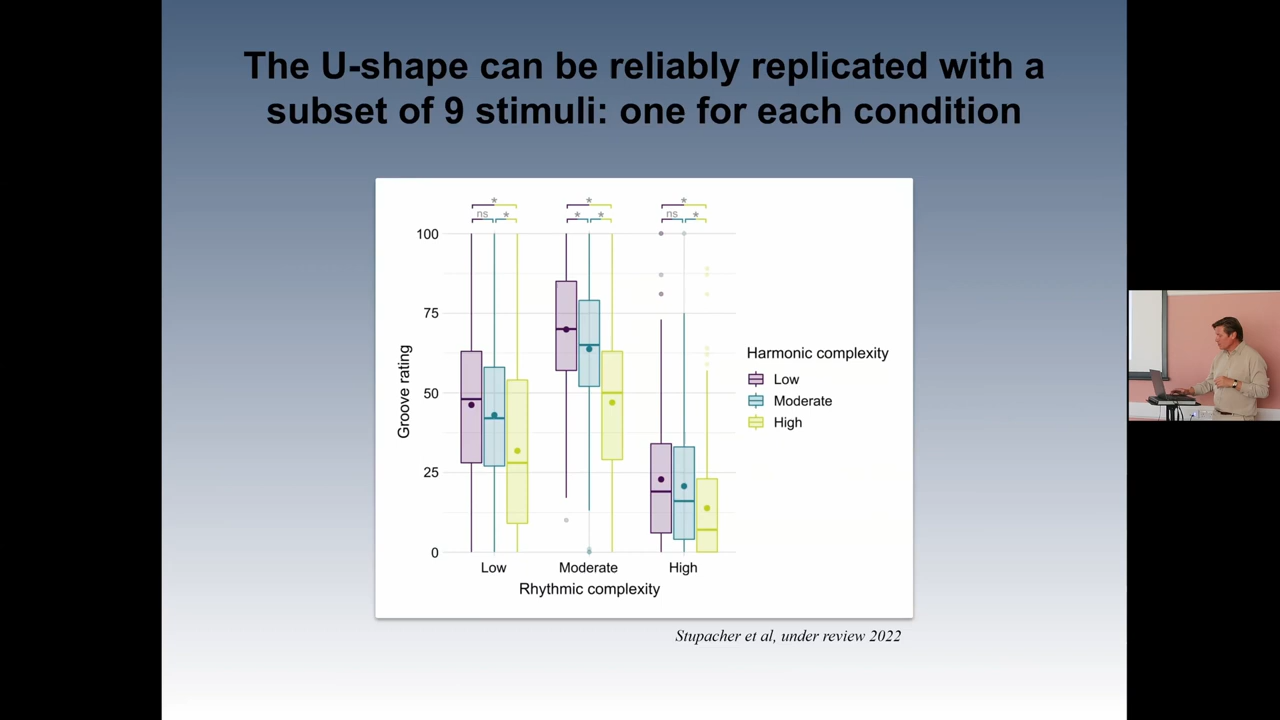 The U-shape can be reliably replicated with a
subset of 9 stimuli: one for each condition
* * *
ns * * * ns *
100
75
50
25
0
Groove rating
Low Moderate High
Rhythmic complexity
Harmonic complexity
Low
Moderate
High
Stupacher et al, under review 2022